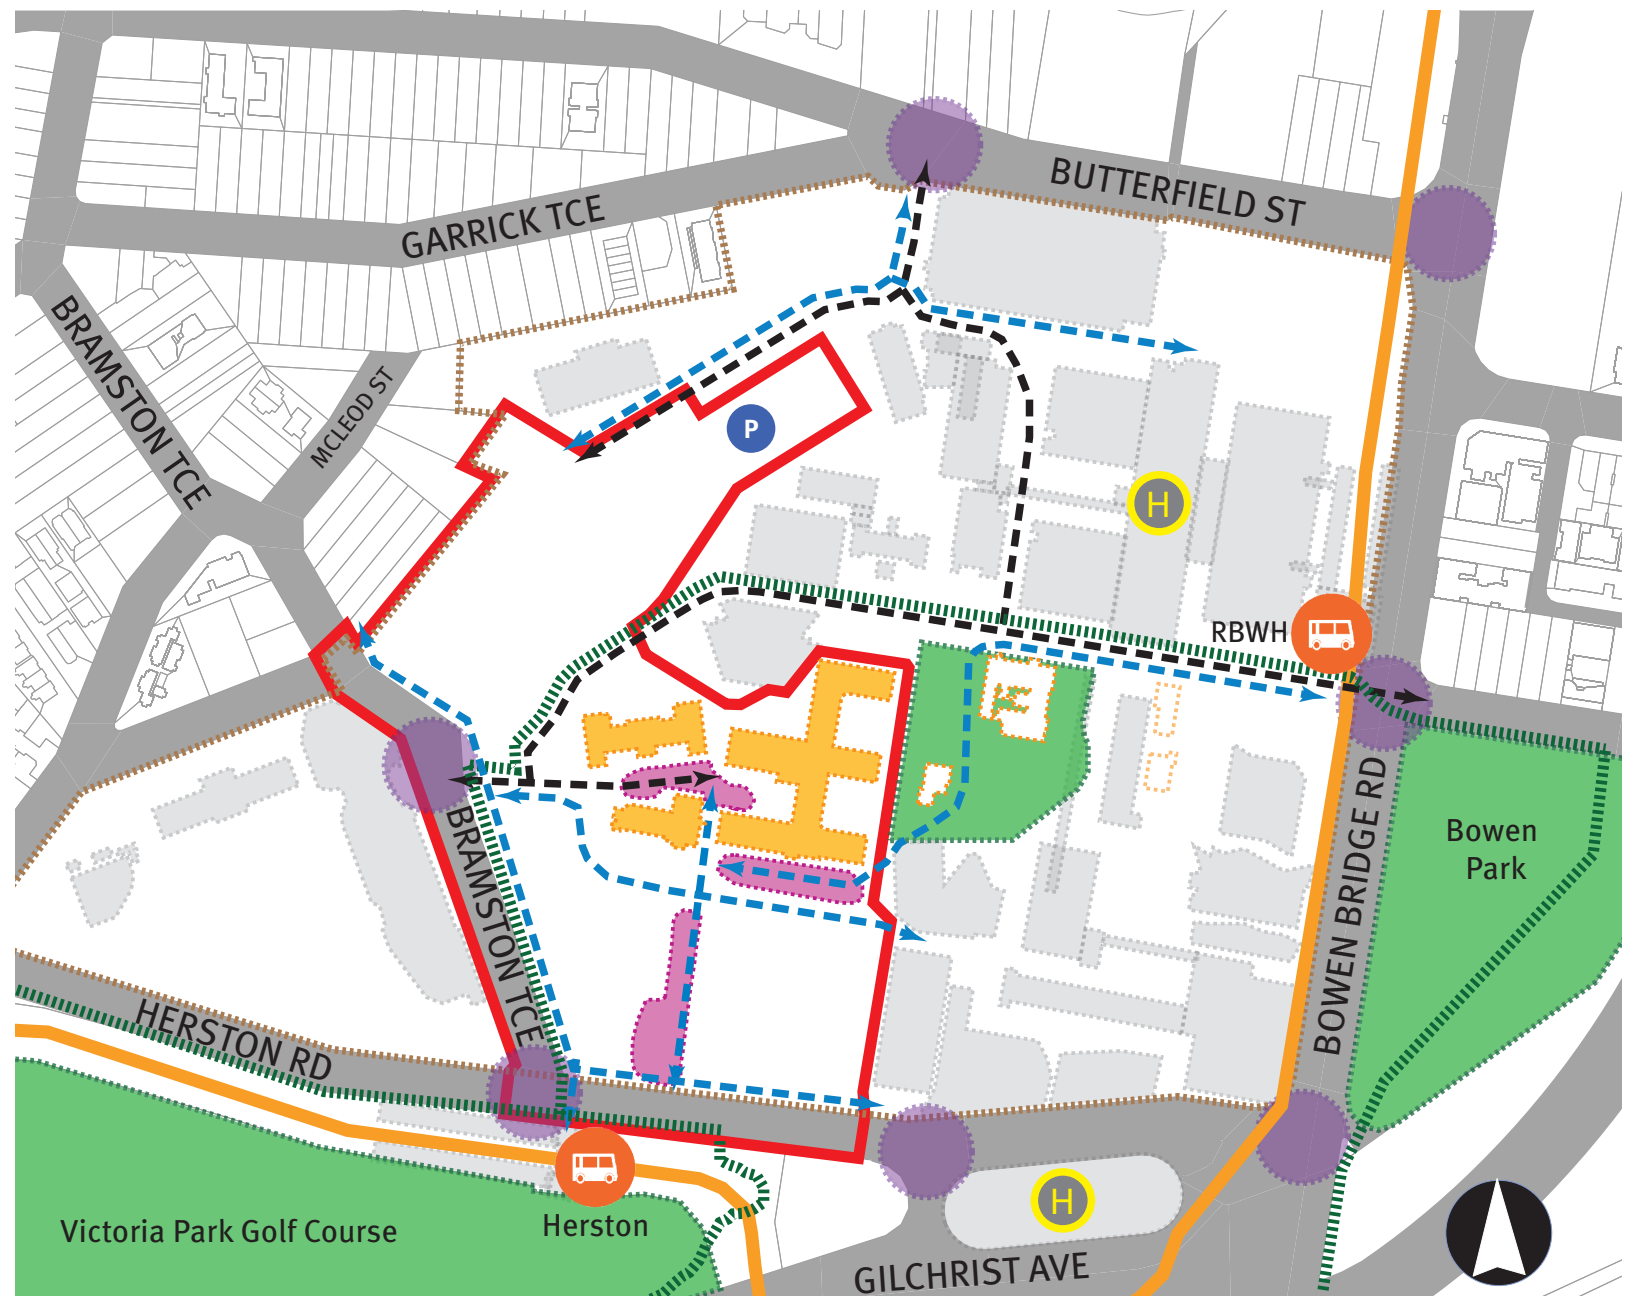 BUTTERFIELD ST
GARRICK TCE
BRAMSTON TCE
MCLEOD ST
P
H
RBWH
BRAMSTON TCE
BOWEN BRIDGE RD
Bowen
Park
HERSTON RD
H
Herston
Victoria Park Golf Course
GILCHRIST AVE